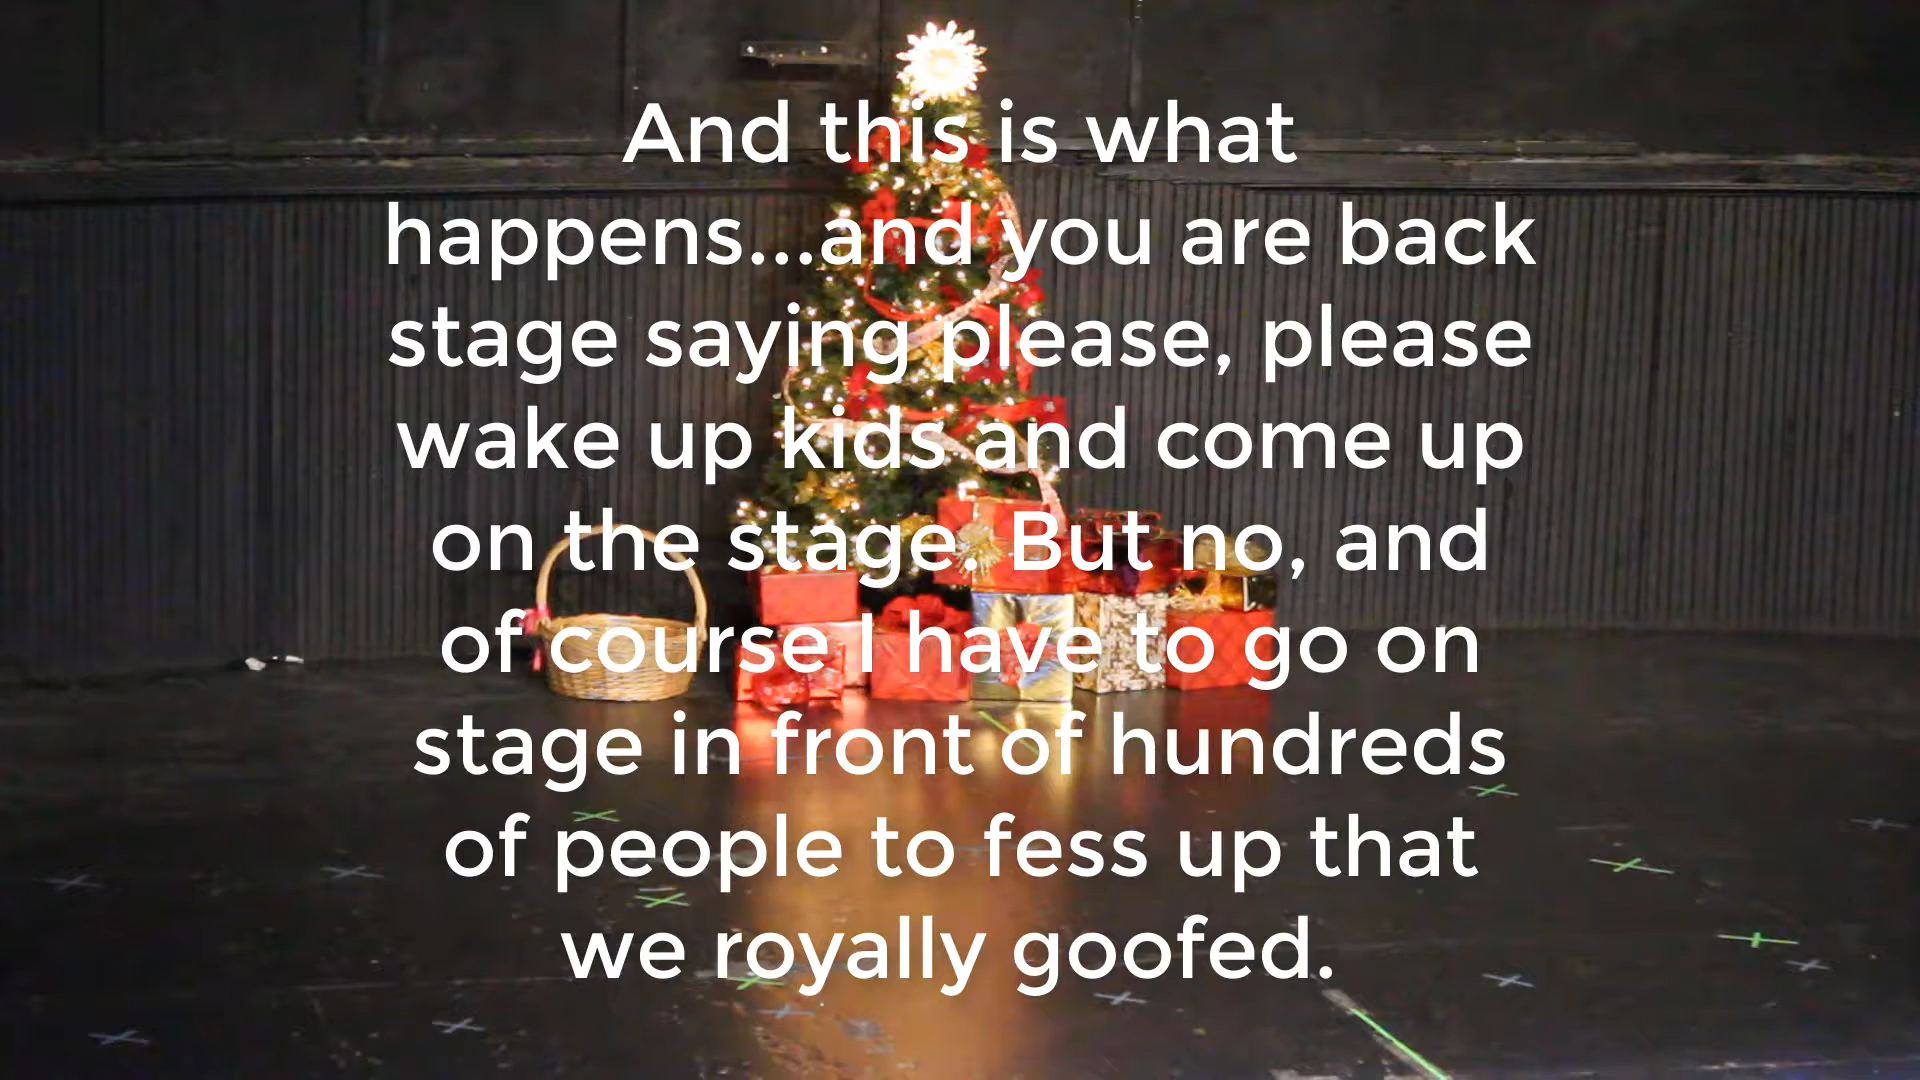 And this is what
happens...and you are back
stage saying please, please
wake up kids and come up
on the stage. But no, and
of course I have to go on
stage in front of hundreds
of people to fess up that
we royally goofed.